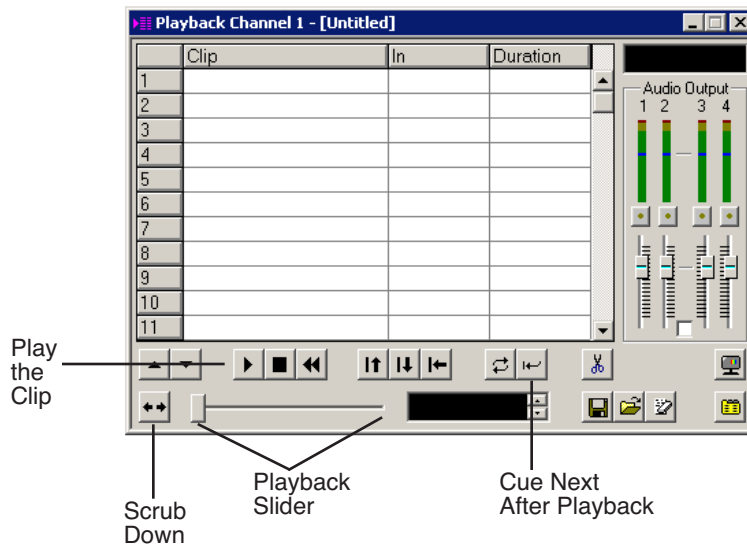 Playback Channel 1 - [Untitled]
Clip In Duration
1
2
3
4
5
6
7
8
9
10
11
Audio Output
1 2 3 4
Play
the
Clip
Scrub
Down
Playback
Slider
Cue Next
After Playback